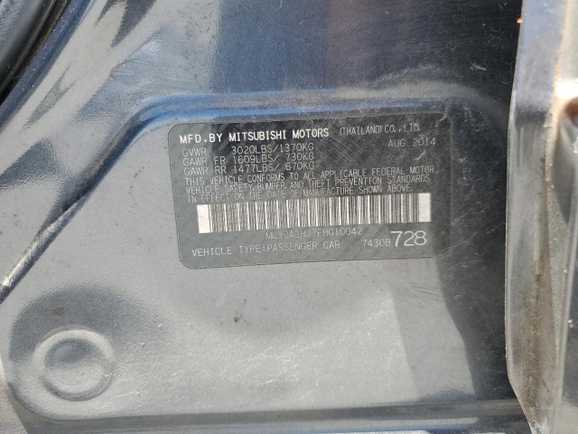 MFD.BY MITSUBISHI MOTORS (THAILAND) CO., LTD.
GVWR 3020LBS/1370KG AUG 2014
GAWR FR 1609LBS/ 730KG
GAWR RR 1477LBS/ 670KG
THIS VEHICLE CONFORMS TO ALL APPLICABLE FEDERAL MOTOR
VEHICLE SAFETY, BUMPER AND THEFT PREVENTION STANDARDS
IN EFFECT ON THE DATE OF MANUFACTURE SHOWN ABOVE.
VEHICLE TYPE:PASSENGER CAR 7430B 728